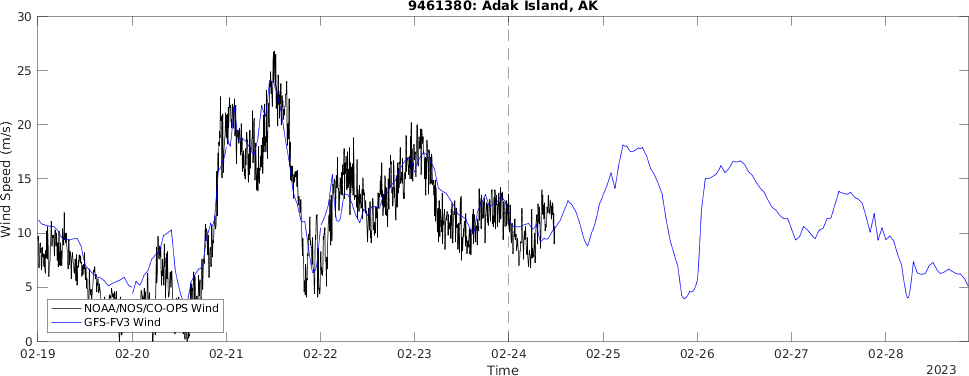 9461380: Adak Island, AK
30
25
20
15
10
5
0
Wind Speed (m/s)
NOAA/NOS/CO-OPS Wind
GFS-FV3 Wind
02-19 02-20 02-21 02-22 02-23 02-24 02-25 02-26 02-27 02-28
Time
2023